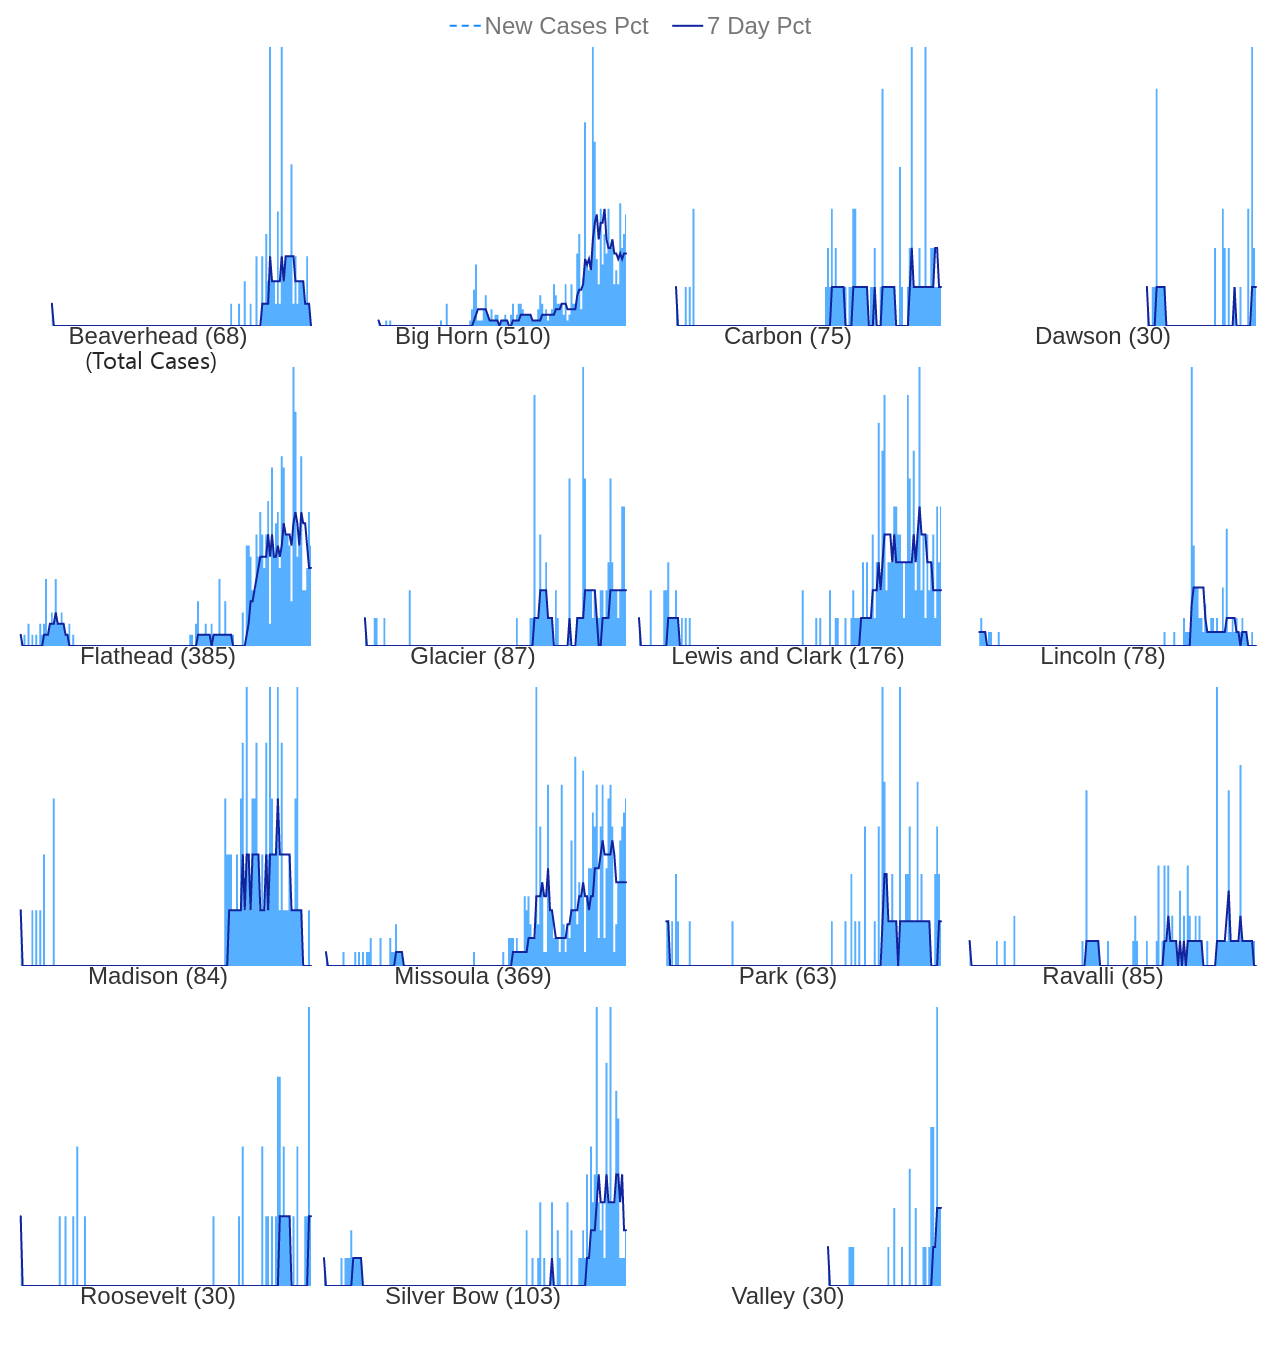 New Cases Pct 7 Day Pct
Beaverhead (68) Big Horn (510) Carbon (75) Dawson (30)
(Total Cases)
Flathead (385) Glacier (87) Lewis and Clark (176) Lincoln (78)
Madison (84) Missoula (369) Park (63) Ravalli (85)
Roosevelt (30) Silver Bow (103) Valley (30)